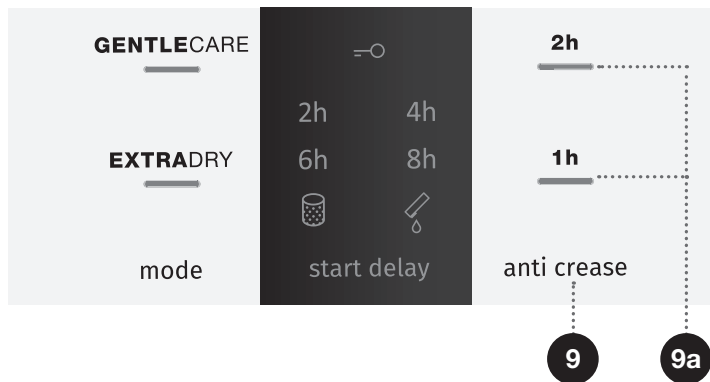 GENTLECARE
EXTRADRY
mode
2h 4h
6h 8h
start delay
2h
1h
anti crease
9 9a